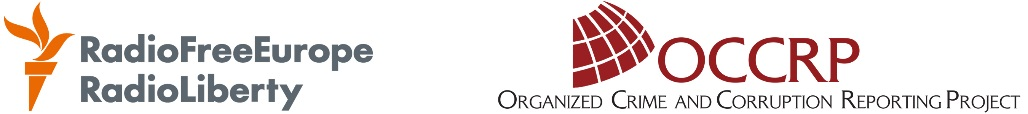 RadioFreeEurope
RadioLiberty
OCCRP
ORGANIZED CRIME AND CORRUPTION REPORTING PROJECT